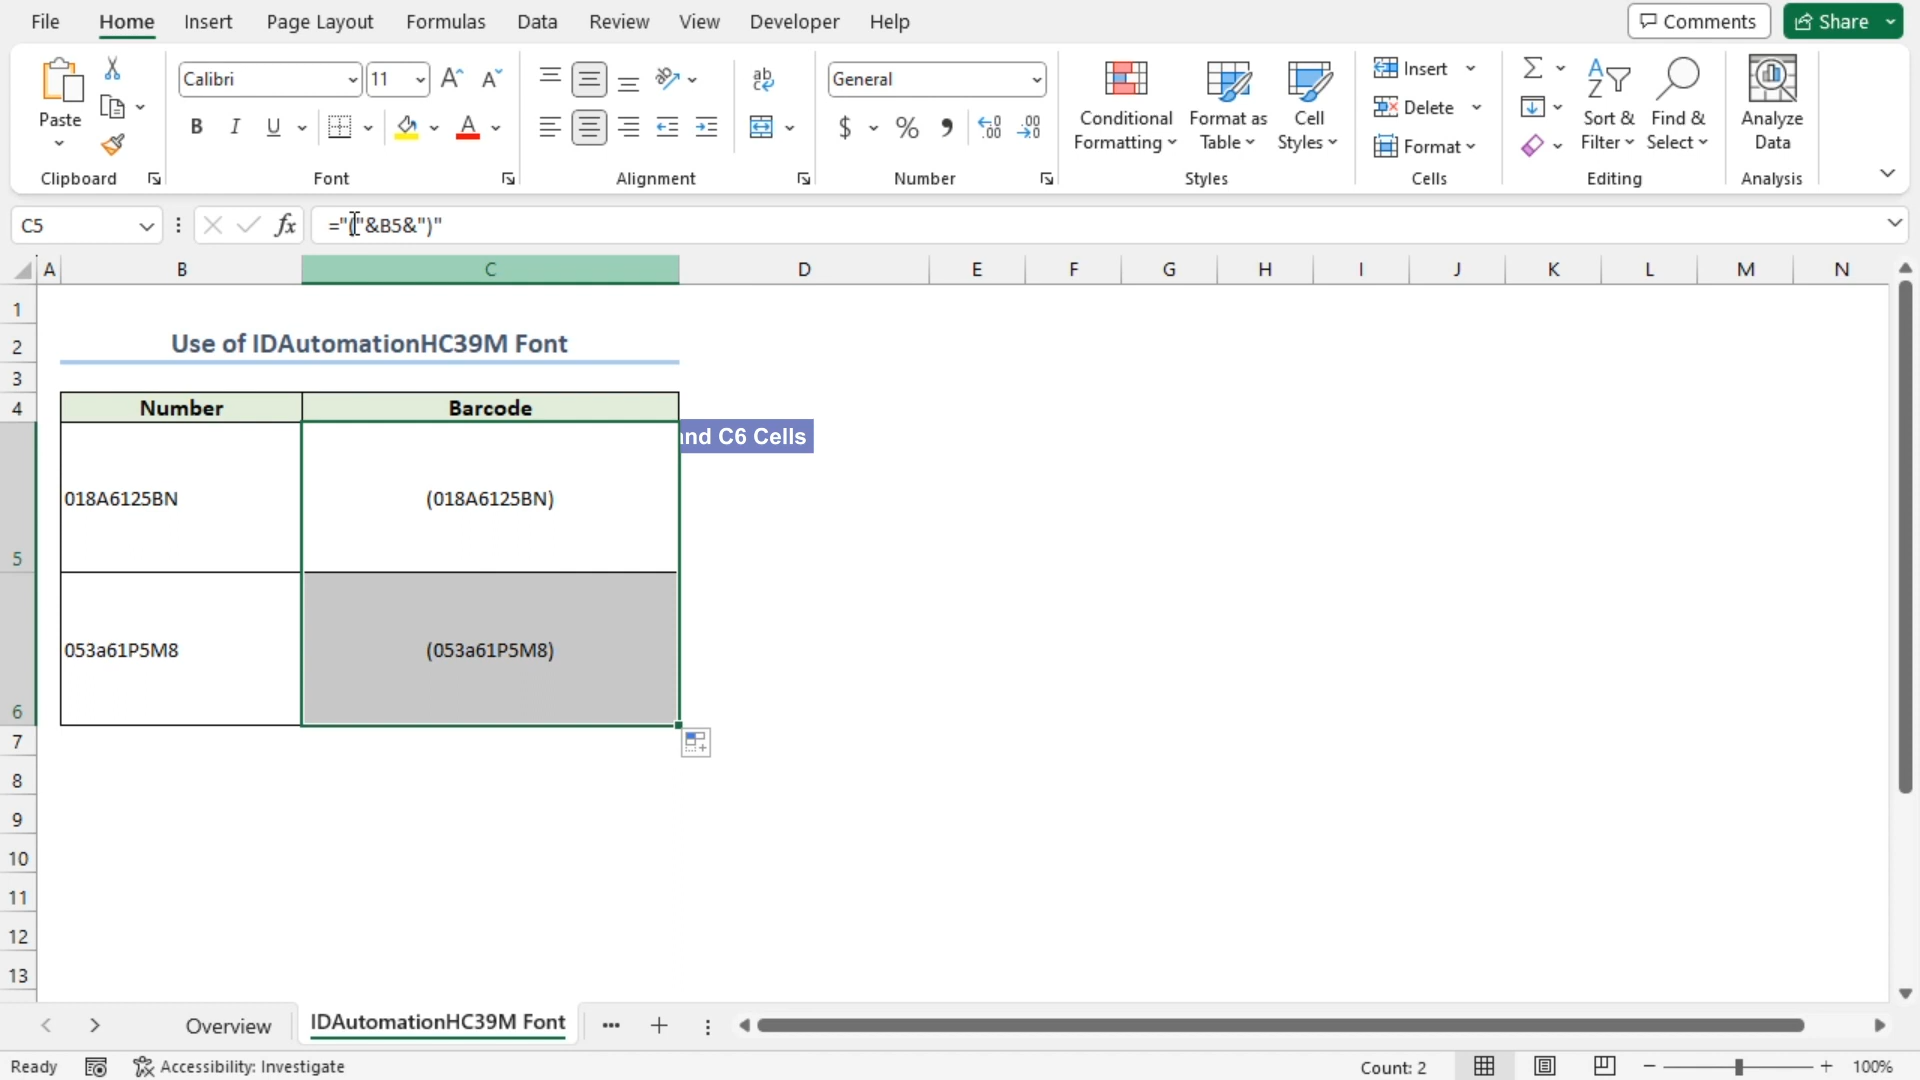 File Home Insert Page Layout Formulas Data Review View Developer Help Comments Share
Calibri 11 General
Paste
B I U
Conditional Formatting
Format as Table
Cell Styles
Insert
Delete
Format
Sort & Filter
Find & Select
Analyze Data
Clipboard Font Alignment Number Styles Cells Editing Analysis
C5 fx ="("&B5&")"
A B C D E F G H I J K L M N
1
2 Use of IDAutomationHC39M Font
3
4 Number Barcode
and C6 Cells
5 018A6125BN (018A6125BN)
6 053a61P5M8 (053a61P5M8)
7
8
9
10
11
12
13
Overview IDAutomationHC39M Font
Ready Accessibility: Investigate Count: 2 100%